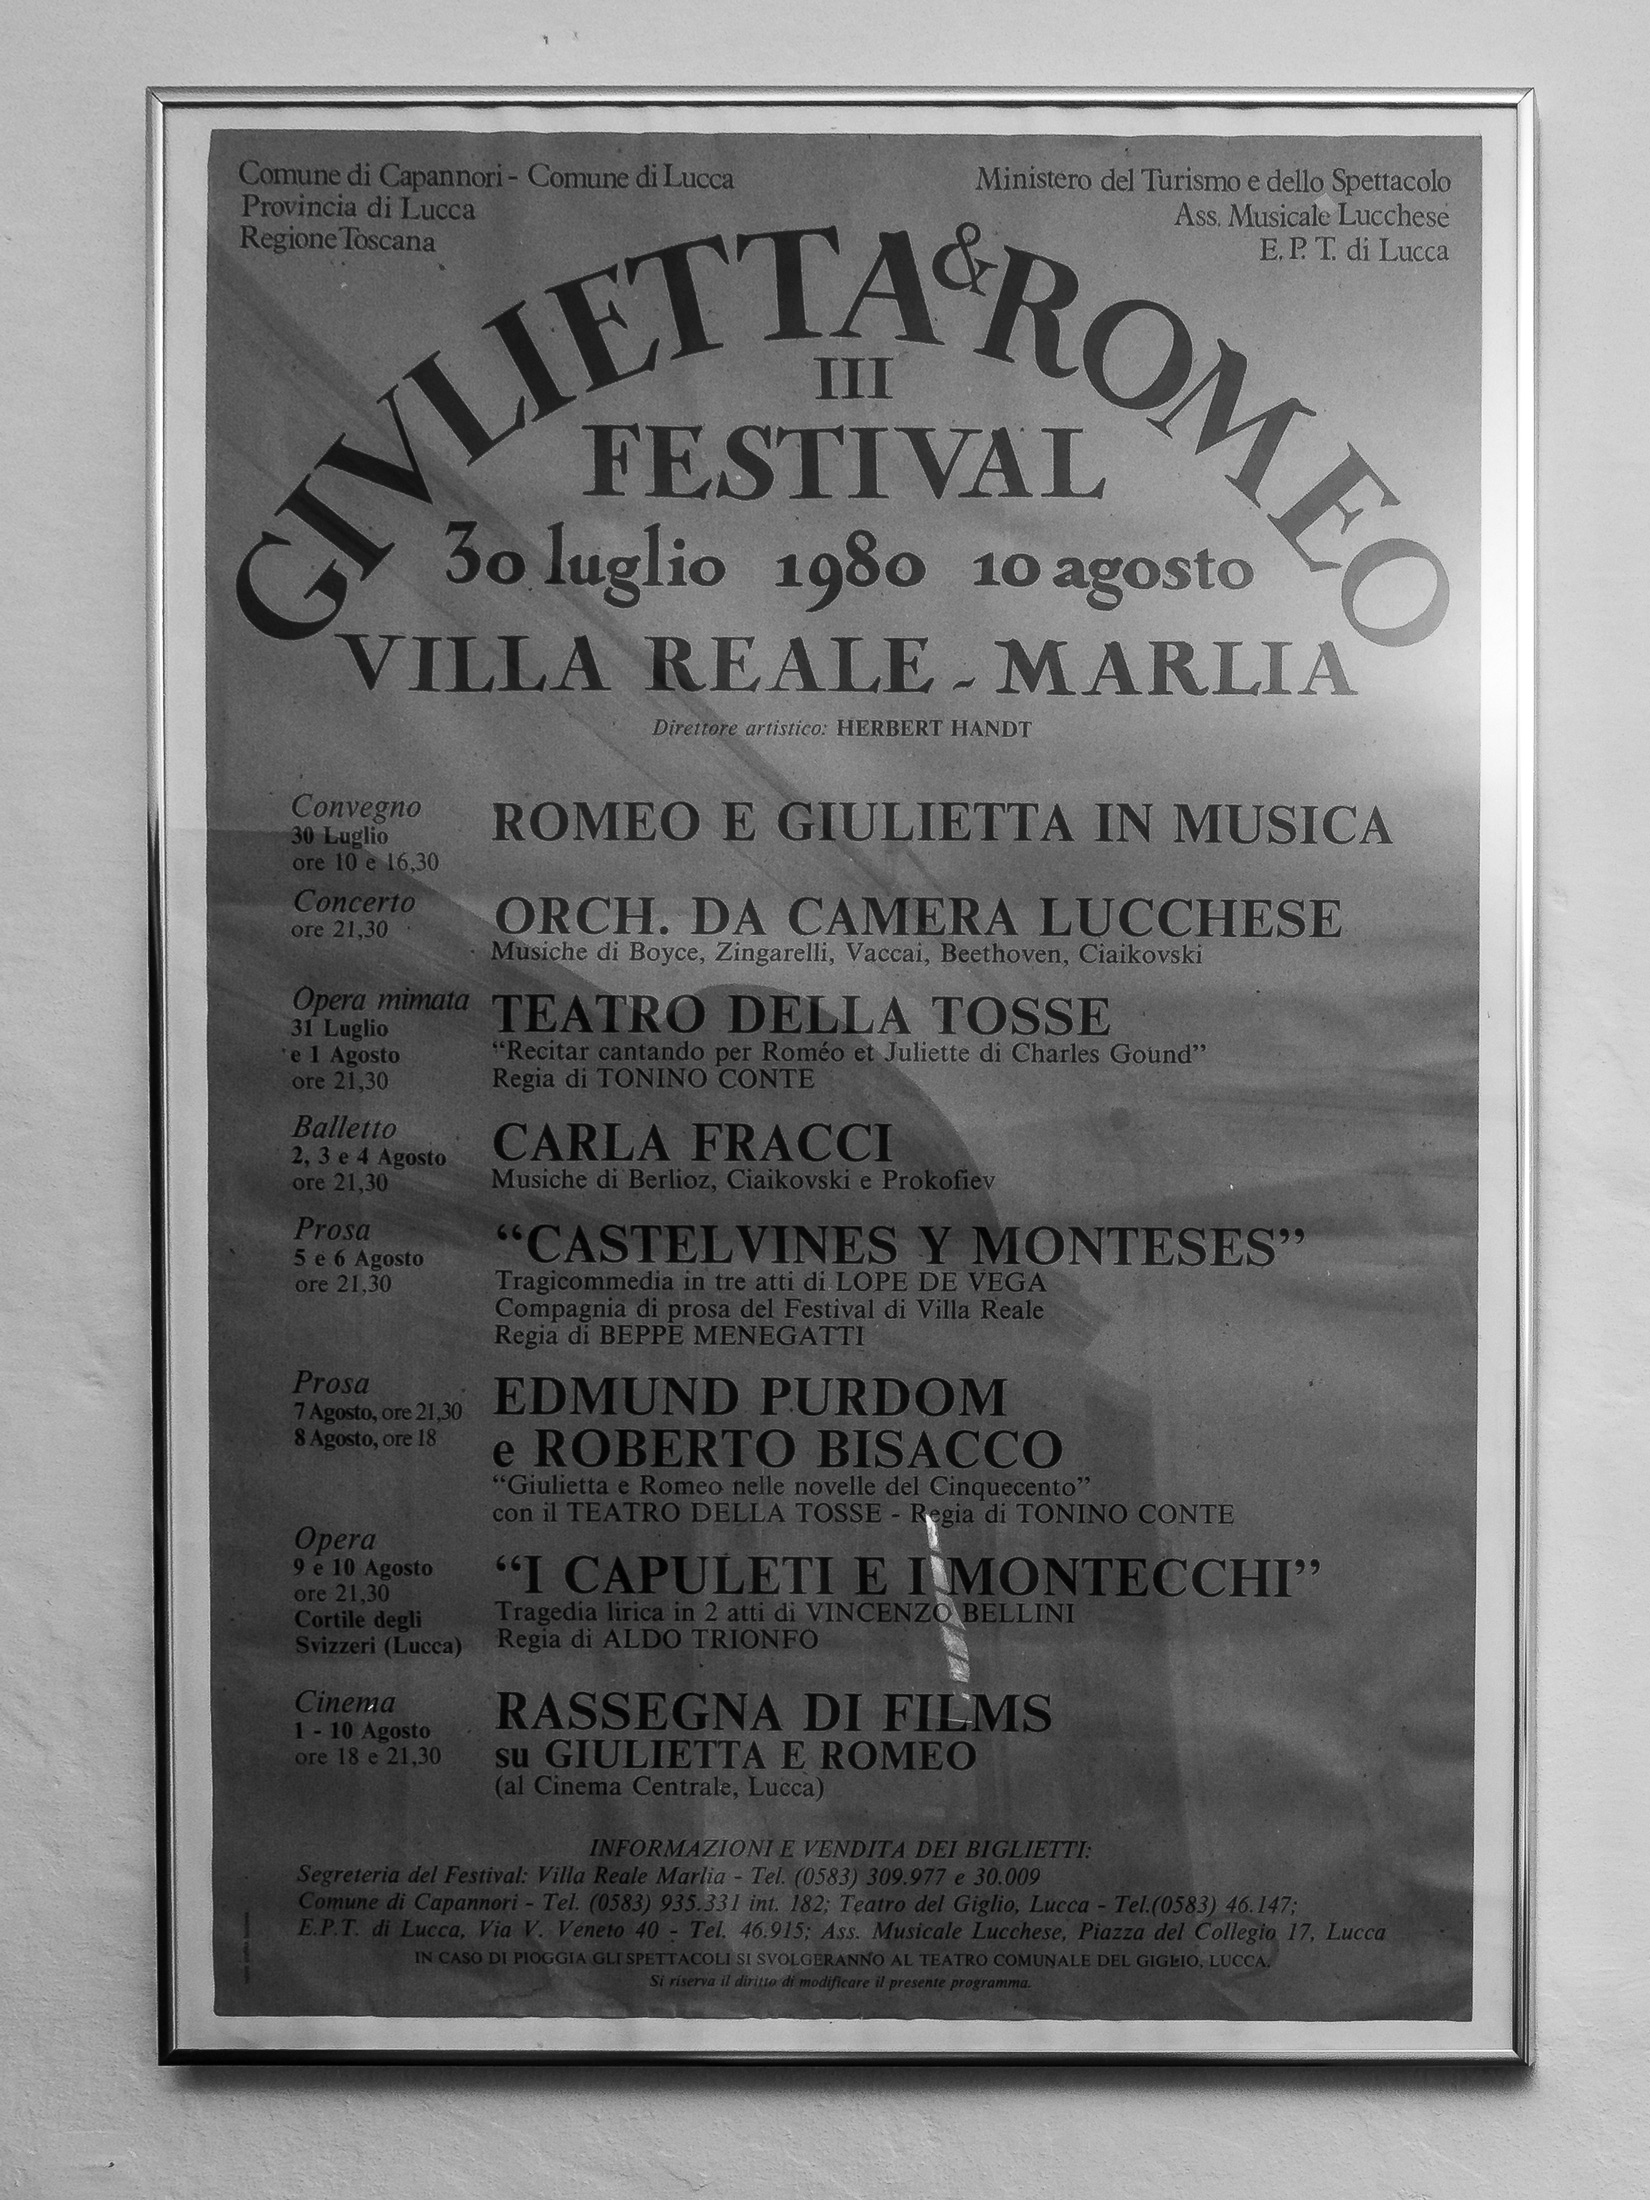 Comune di Capannori - Comune di Lucca
Provincia di Lucca
Regione Toscana
Ministero del Turismo e dello Spettacolo
Ass. Musicale Lucchese
E. P. T. di Lucca
GIVLIETTA & ROMEO
III
FESTIVAL
30 luglio 1980 10 agosto
VILLA REALE - MARLIA
Direttore artistico: HERBERT HANDT
Convegno
30 Luglio
ore 10 e 16,30
ROMEO E GIULIETTA IN MUSICA
Concerto
ore 21,30
ORCH. DA CAMERA LUCCHESE
Musiche di Boyce, Zingarelli, Vaccai, Beethoven, Ciaikovski
Opera mimata
31 Luglio
e 1 Agosto
ore 21,30
TEATRO DELLA TOSSE
“Recitar cantando per Roméo et Juliette di Charles Gound”
Regia di TONINO CONTE
Balletto
2, 3 e 4 Agosto
ore 21,30
CARLA FRACCI
Musiche di Berlioz, Ciaikovski e Prokofiev
Prosa
5 e 6 Agosto
ore 21,30
“CASTELVINES Y MONTESES”
Tragicommedia in tre atti di LOPE DE VEGA
Compagnia di prosa del Festival di Villa Reale
Regia di BEPPE MENEGATTI
Prosa
7 Agosto, ore 21,30
8 Agosto, ore 18
EDMUND PURDOM
e ROBERTO BISACCO
“Giulietta e Romeo nelle novelle del Cinquecento”
con il TEATRO DELLA TOSSE - Regia di TONINO CONTE
Opera
9 e 10 Agosto
ore 21,30
Cortile degli
Svizzeri (Lucca)
“I CAPULETI E I MONTECCHI”
Tragedia lirica in 2 atti di VINCENZO BELLINI
Regia di ALDO TRIONFO
Cinema
1 - 10 Agosto
ore 18 e 21,30
RASSEGNA DI FILMS
su GIULIETTA E ROMEO
(al Cinema Centrale, Lucca)
INFORMAZIONI E VENDITA DEI BIGLIETTI:
Segreteria del Festival: Villa Reale Marlia - Tel. (0583) 309.977 e 30.009
Comune di Capannori - Tel. (0583) 935.331 int. 182; Teatro del Giglio, Lucca - Tel.(0583) 46.147;
E.P.T. di Lucca, Via V. Veneto 40 - Tel. 46.915; Ass. Musicale Lucchese, Piazza del Collegio 17, Lucca
IN CASO DI PIOGGIA GLI SPETTACOLI SI SVOLGERANNO AL TEATRO COMUNALE DEL GIGLIO, LUCCA.
Si riserva il diritto di modificare il presente programma.